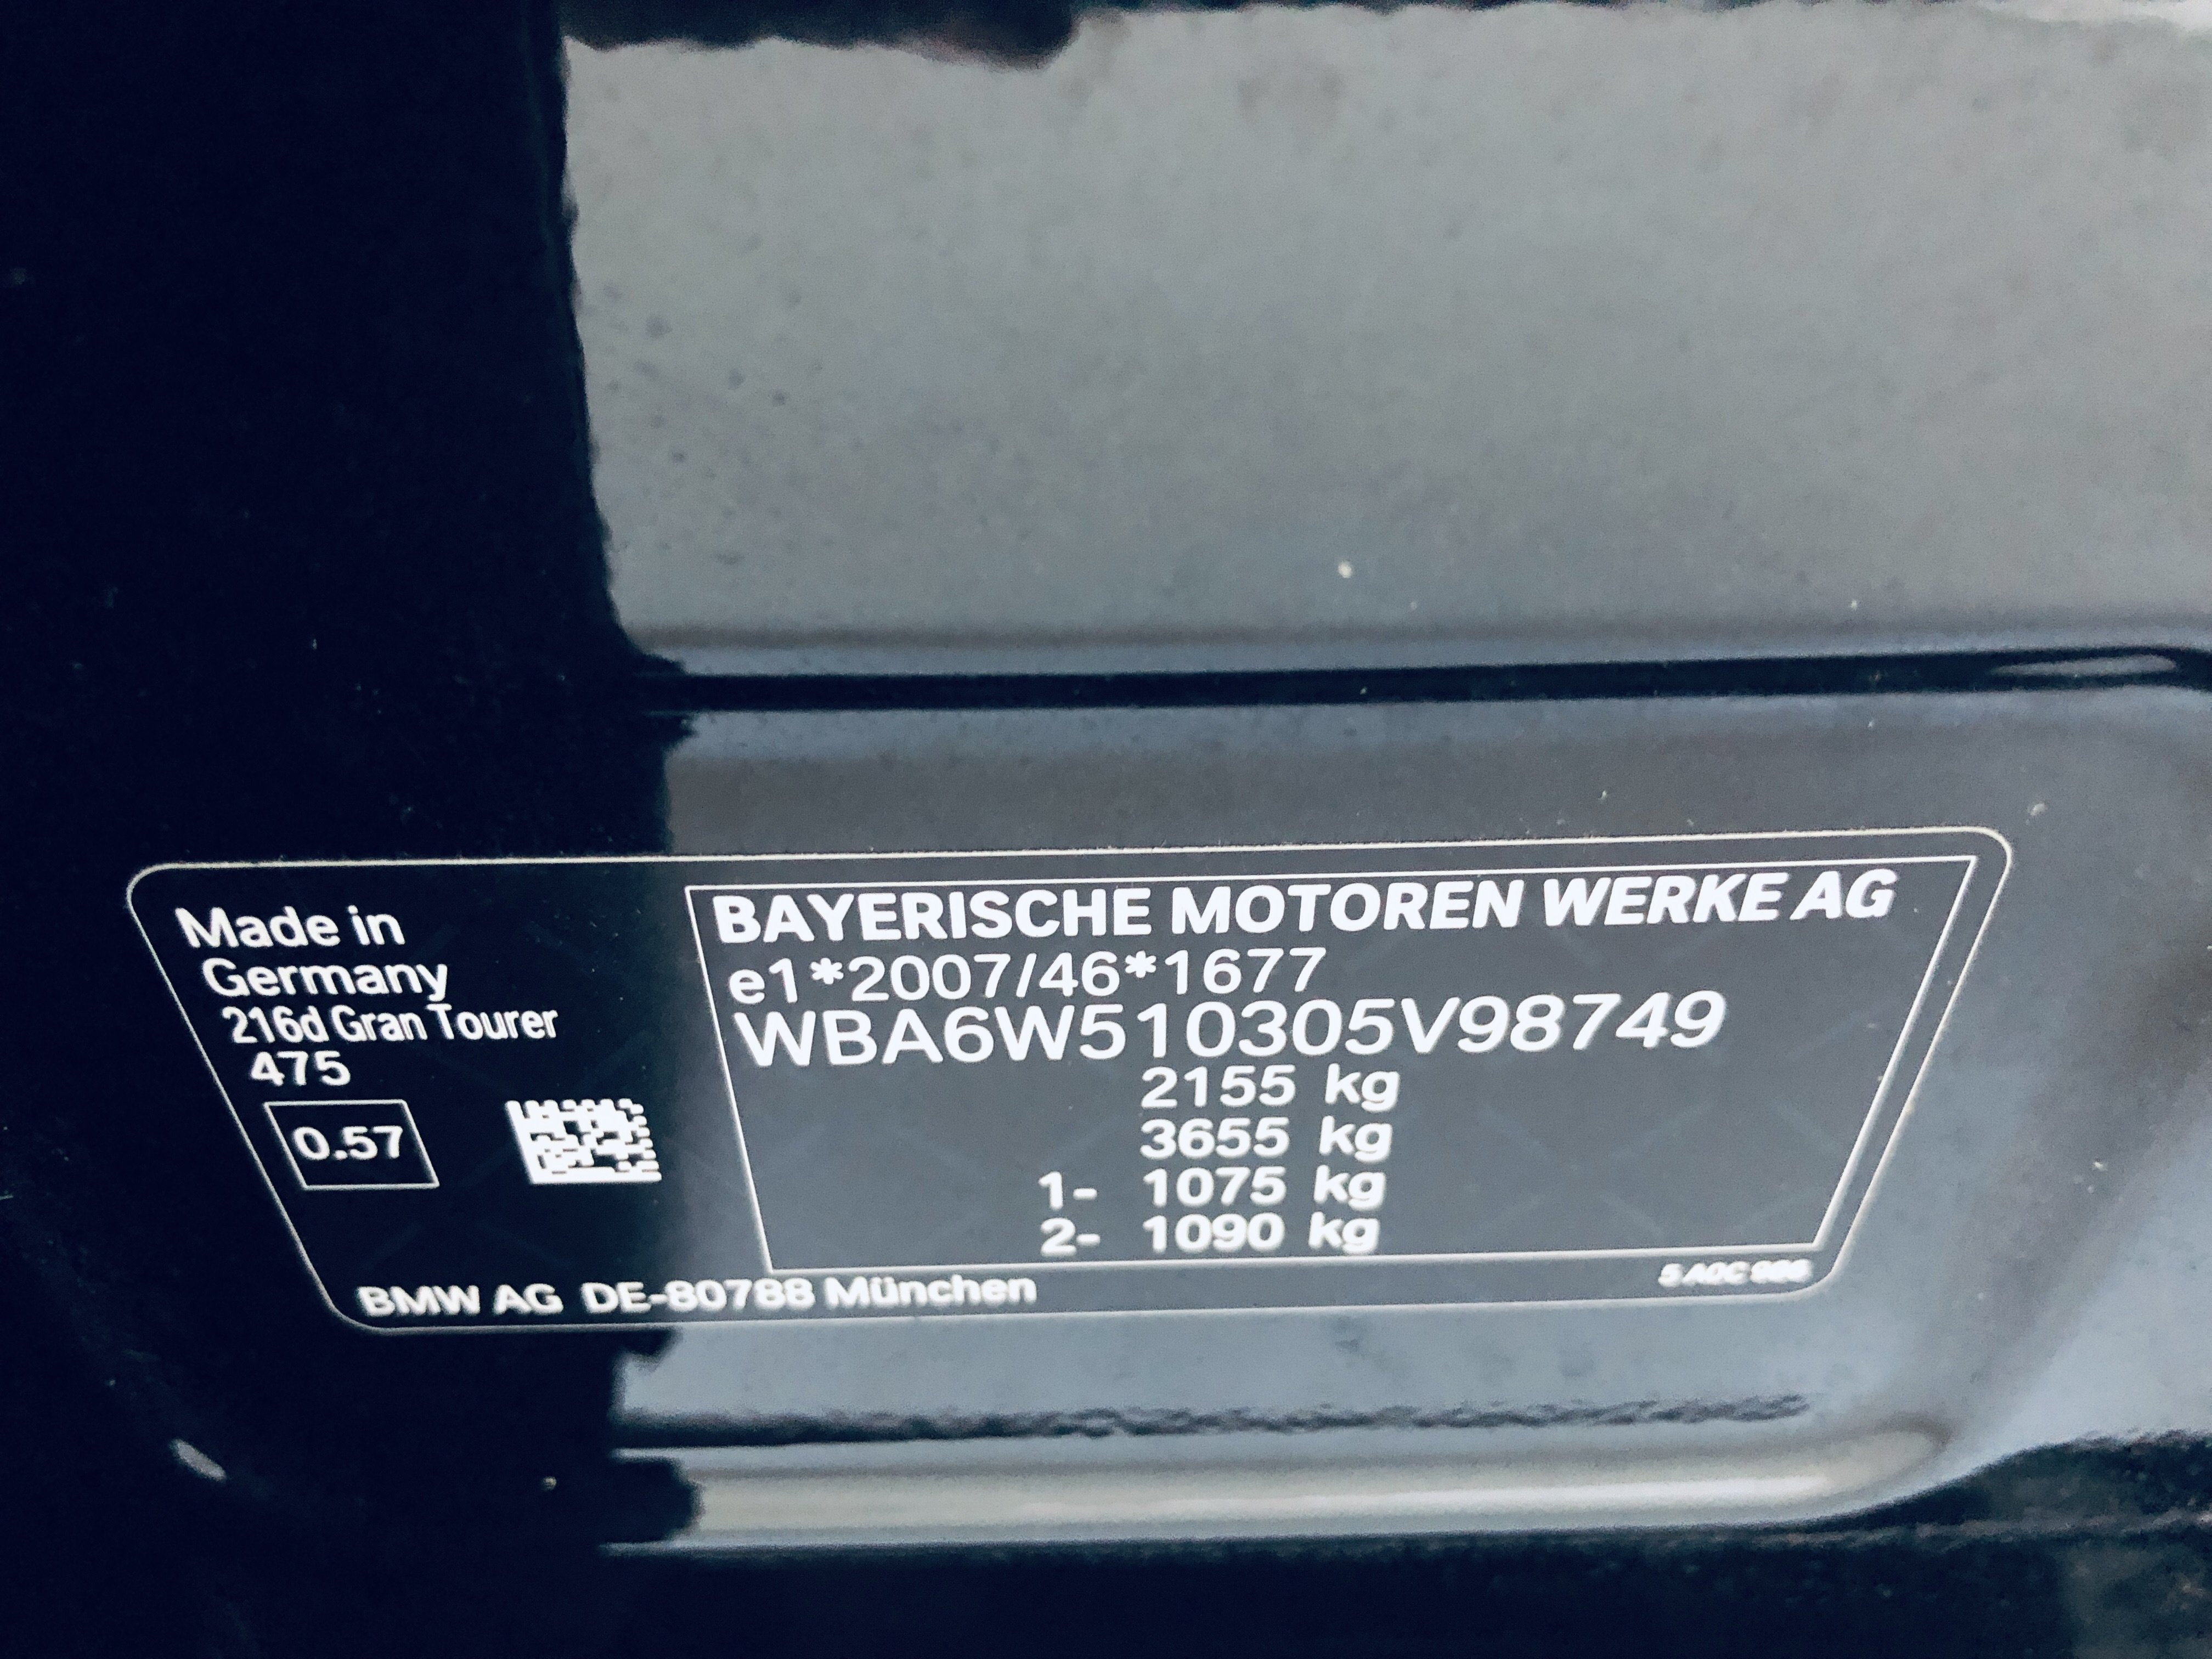 Made in
Germany
216d Gran Tourer
475
0.57
BAYERISCHE MOTOREN WERKE AG
e1*2007/46*1677
WBA6W510305V98749
2155 kg
3655 kg
1- 1075 kg
2- 1090 kg
BMW AG DE-80788 München